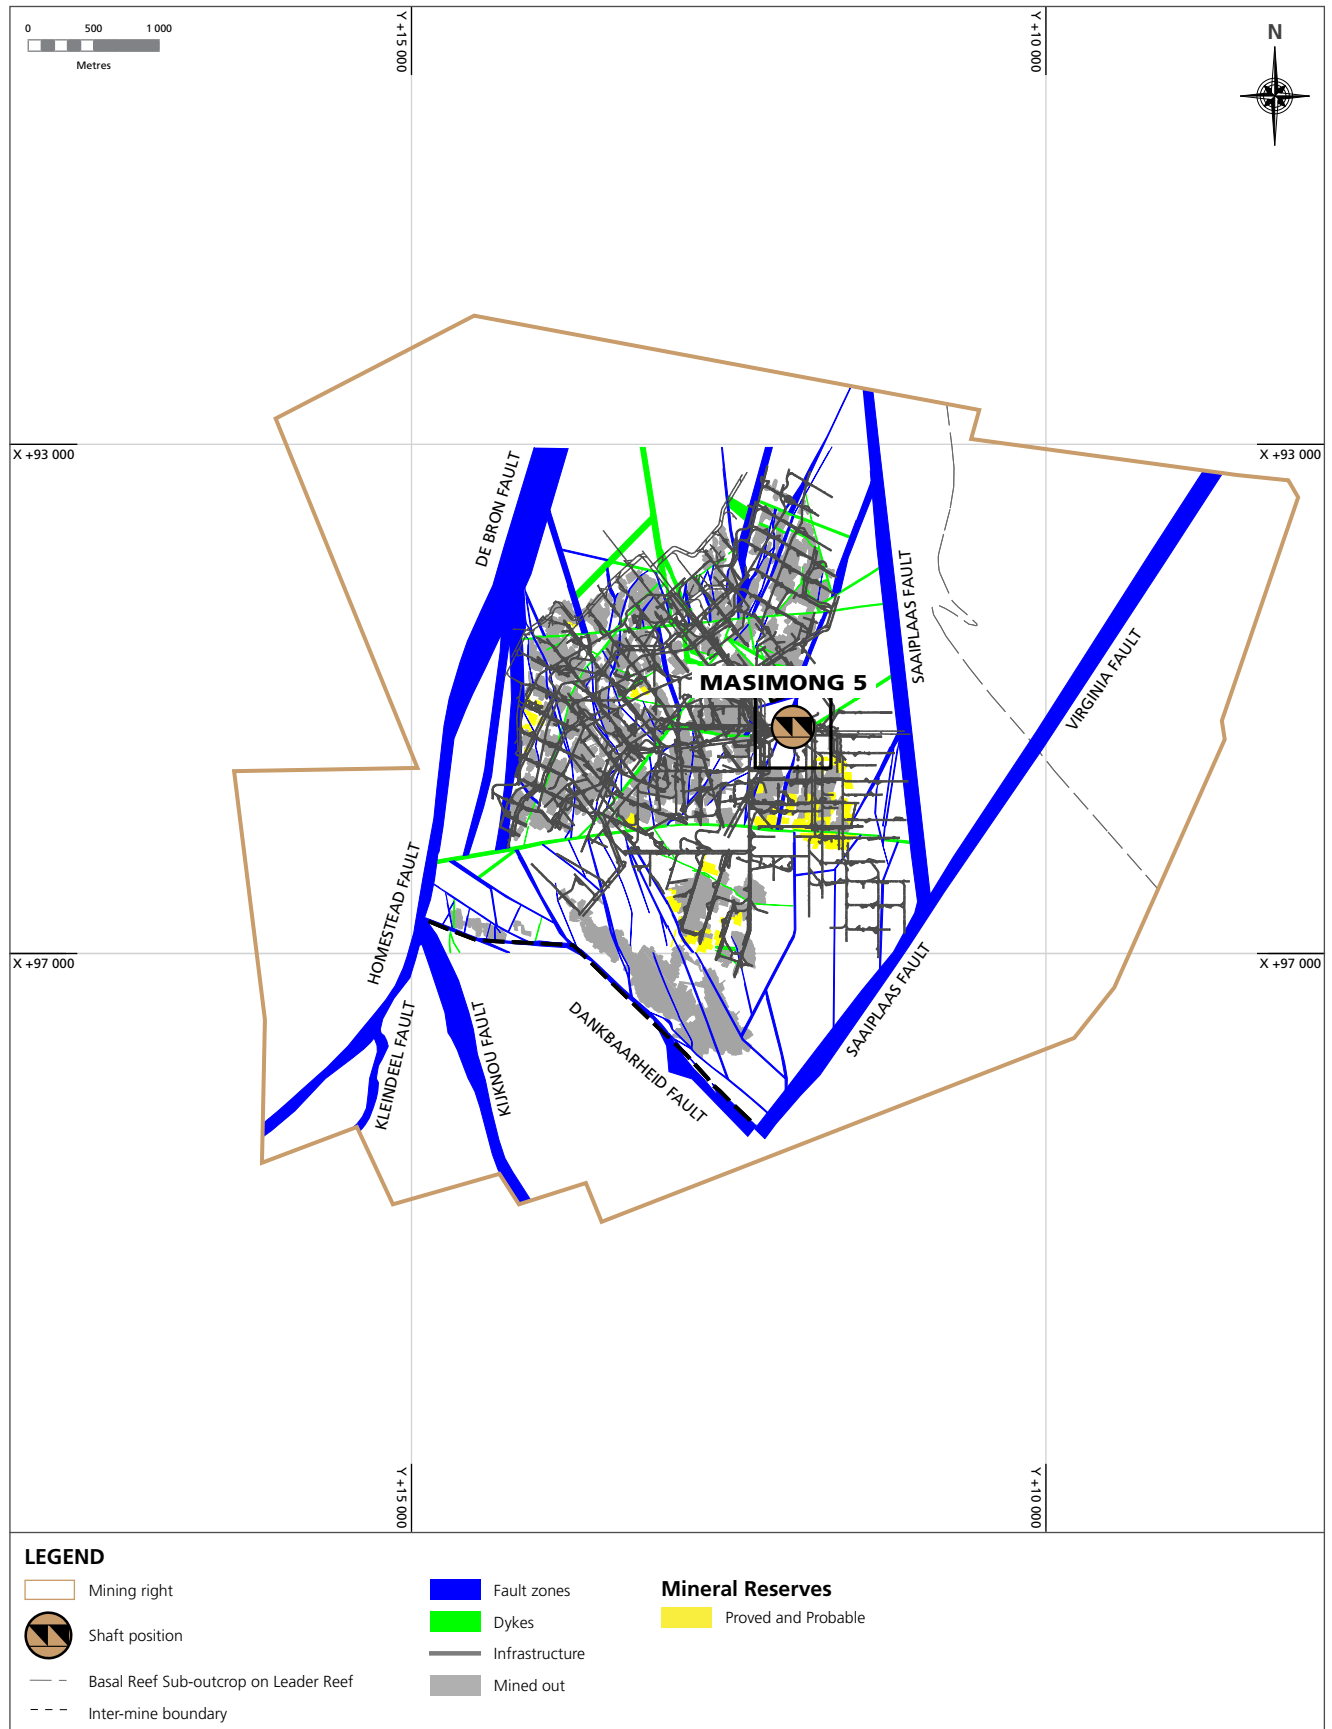 0 500 1 000
Metres
Y +15 000
Y +10 000
N
X +93 000
X +93 000
DE BRON FAULT
SAAIPLAAS FAULT
VIRGINIA FAULT
MASIMONG 5
HOMESTEAD FAULT
X +97 000
X +97 000
KLEINDEEL FAULT
KIJKNOU FAULT
DANKBAARHEID FAULT
SAAIPLAAS FAULT
Y +15 000
Y +10 000
LEGEND
Mining right
Shaft position
Basal Reef Sub-outcrop on Leader Reef
Inter-mine boundary
Fault zones
Dykes
Infrastructure
Mined out
Mineral Reserves
Proved and Probable